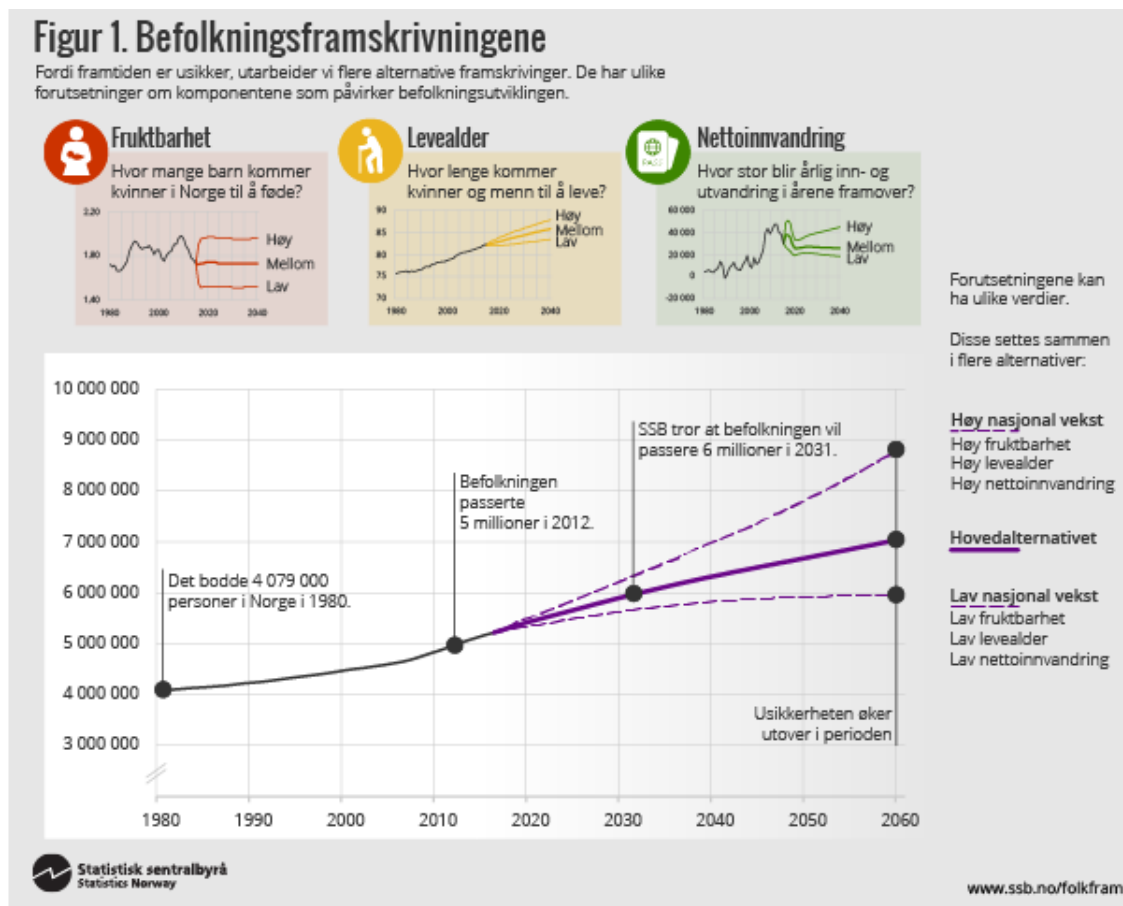 Figur 1. Befolkningsframskrivningene
Fordi framtiden er usikker, utarbeider vi flere alternative framskrivinger. De har ulike
forutsetninger om komponentene som påvirker befolkningsutviklingen.
Fruktbarhet
Hvor mange barn kommer
kvinner i Norge til å føde?
2,20
1,80
1,40
Høy
Mellom
Lav
1980
2000
2020
2040
Levealder
Hvor lenge kommer
kvinner og menn til å leve?
90
85
80
75
70
Høy
Mellom
Lav
1980
2000
2020
2040
PASS
Nettoinnvandring
Hvor stor blir årlig inn- og
utvandring i årene framover?
60 000
40 000
20 000
0
-20 000
Høy
Mellom
Lav
1980
2000
2020
2040
Forutsetningene kan
ha ulike verdier.
Disse settes sammen
i flere alternativer:
Høy nasjonal vekst
Høy fruktbarhet
Høy levealder
Høy nettoinnvandring
Hovedalternativet
Lav nasjonal vekst
Lav fruktbarhet
Lav levealder
Lav nettoinnvandring
10 000 000
9 000 000
8 000 000
7 000 000
6 000 000
5 000 000
4 000 000
3 000 000
Det bodde 4 079 000
personer i Norge i 1980.
Befolkningen
passerte
5 millioner i 2012.
SSB tror at befolkningen vil
passere 6 millioner i 2031.
Usikkerheten øker
utover i perioden
1980
1990
2000
2010
2020
2030
2040
2050
2060
Statistisk sentralbyrå
Statistics Norway
www.ssb.no/folkfram